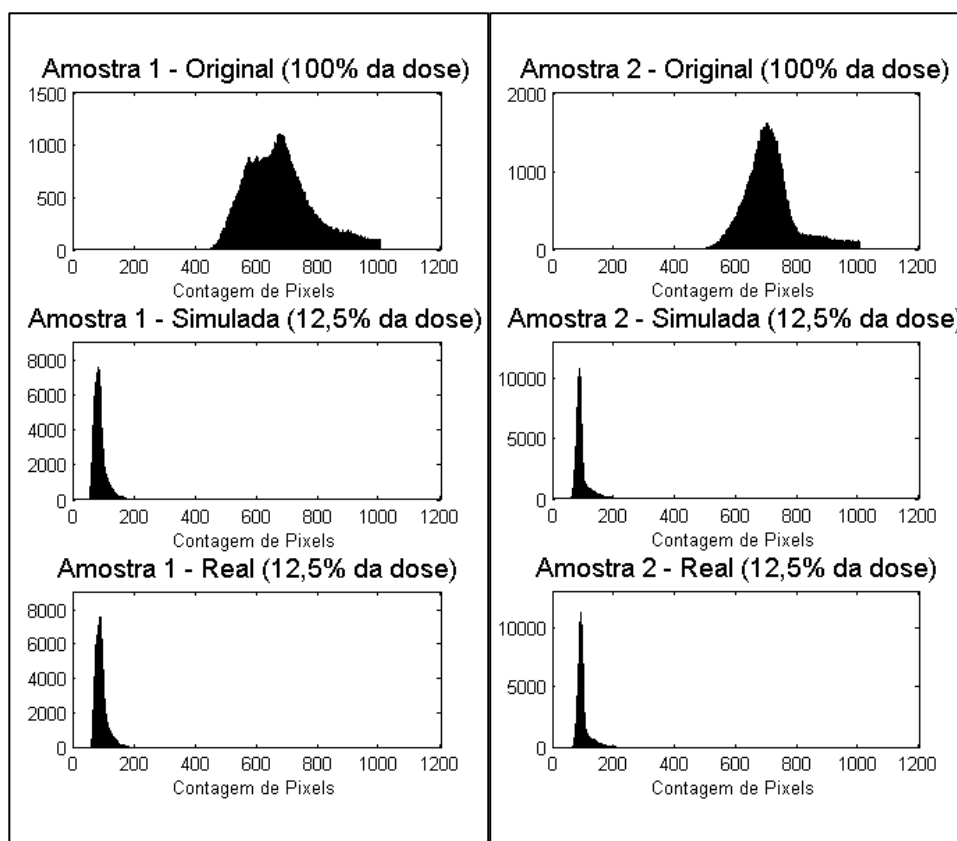 Amostra 1 - Original (100% da dose)
1500
1000
500
0
0 200 400 600 800 1000 1200
Contagem de Pixels
Amostra 1 - Simulada (12,5% da dose)
8000
6000
4000
2000
0
0 200 400 600 800 1000 1200
Contagem de Pixels
Amostra 1 - Real (12,5% da dose)
8000
6000
4000
2000
0
0 200 400 600 800 1000 1200
Contagem de Pixels
Amostra 2 - Original (100% da dose)
2000
1500
1000
500
0
0 200 400 600 800 1000 1200
Contagem de Pixels
Amostra 2 - Simulada (12,5% da dose)
10000
5000
0
0 200 400 600 800 1000 1200
Contagem de Pixels
Amostra 2 - Real (12,5% da dose)
10000
5000
0
0 200 400 600 800 1000 1200
Contagem de Pixels